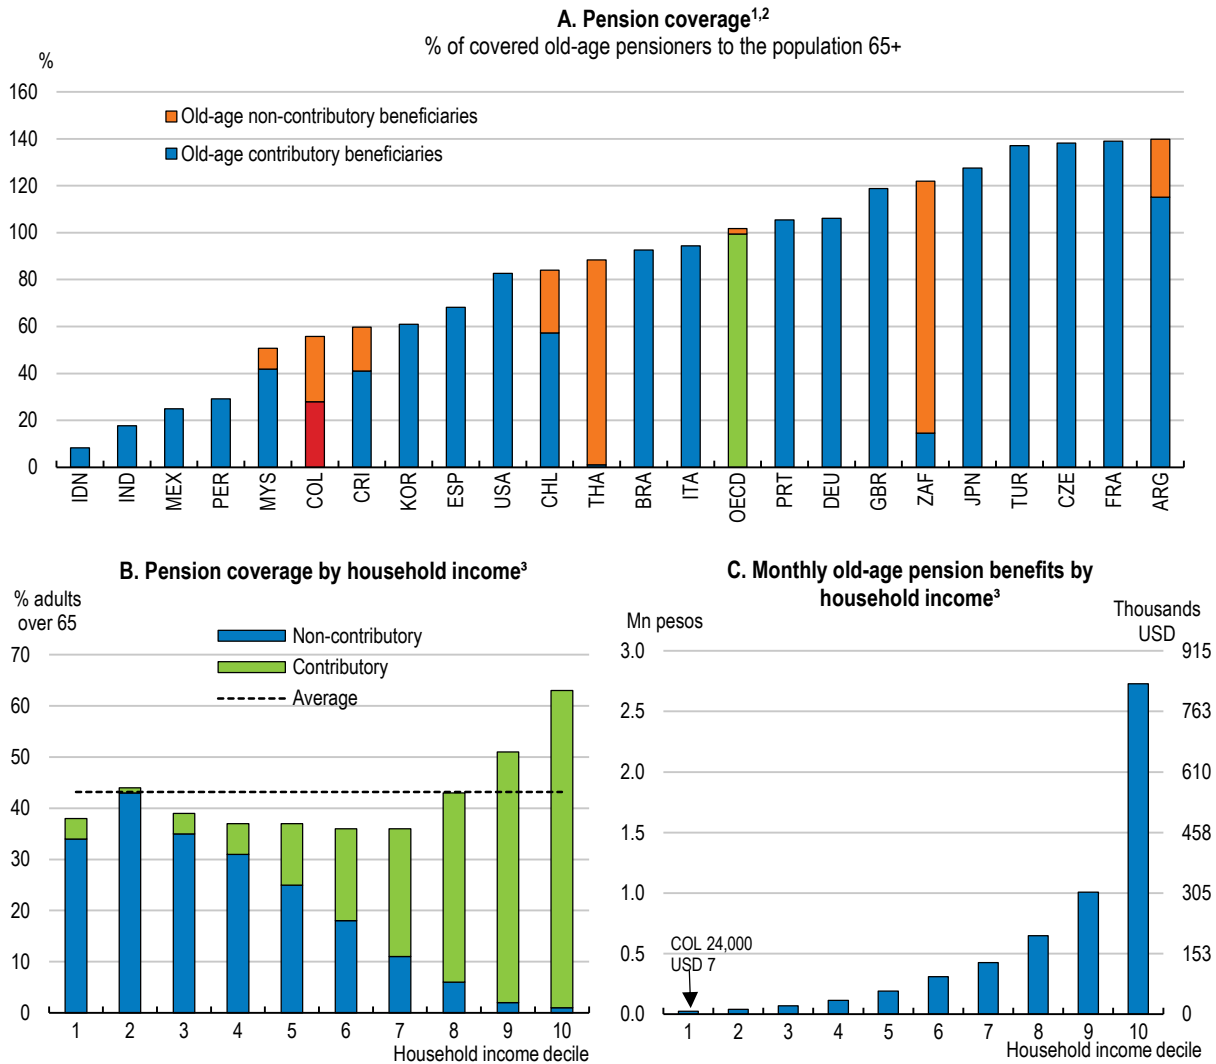 A. Pension coverage¹,²
% of covered old-age pensioners to the population 65+
%
160
140
120
100
80
60
40
20
0
Old-age non-contributory beneficiaries
Old-age contributory beneficiaries
IDN
IND
MEX
PER
MYS
COL
CRI
KOR
ESP
USA
CHL
THA
BRA
ITA
OECD
PRT
DEU
GBR
ZAF
JPN
TUR
CZE
FRA
ARG
B. Pension coverage by household income³
% adults
over 65
Non-contributory
Contributory
Average
70
60
50
40
30
20
10
0
1 2 3 4 5 6 7 8 9 10
Household income decile
C. Monthly old-age pension benefits by
household income³
Mn pesos
Thousands
USD
3.0
2.5
2.0
1.5
1.0
0.5
0.0
915
763
610
458
305
153
0
COL 24,000
USD 7
1 2 3 4 5 6 7 8 9 10
Household income decile